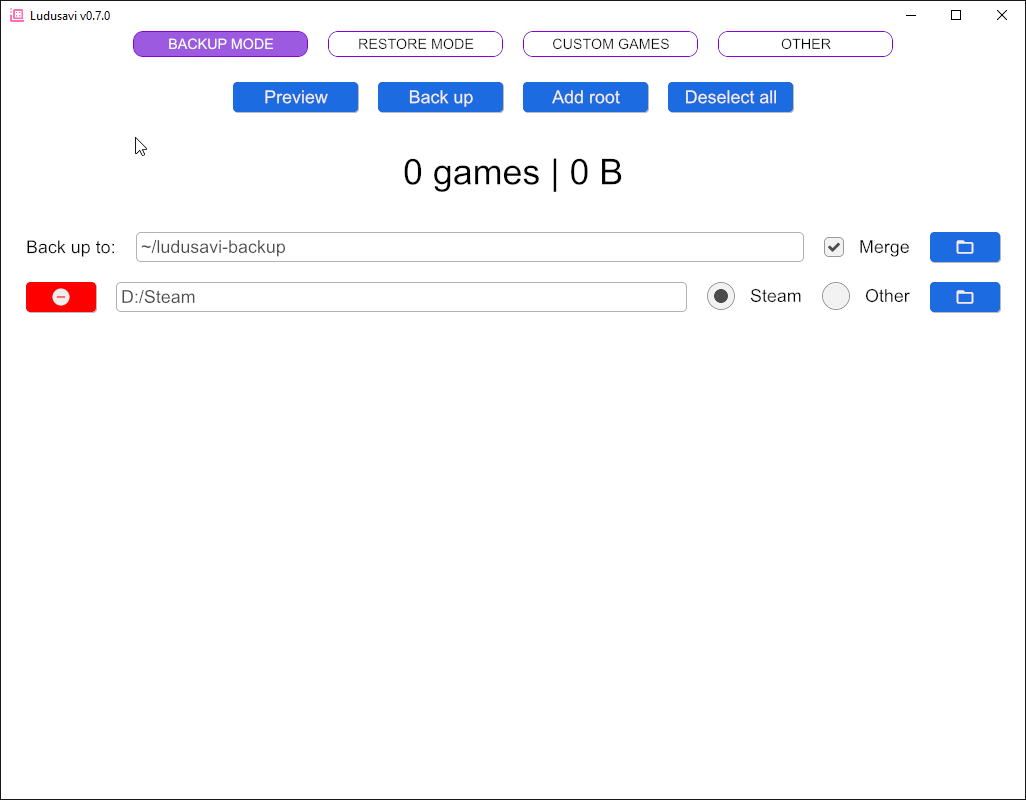 Ludusavi v0.7.0
BACKUP MODE RESTORE MODE CUSTOM GAMES OTHER
Preview Back up Add root Deselect all
0 games | 0 B
Back up to: ~/ludusavi-backup Merge
D:/Steam Steam Other